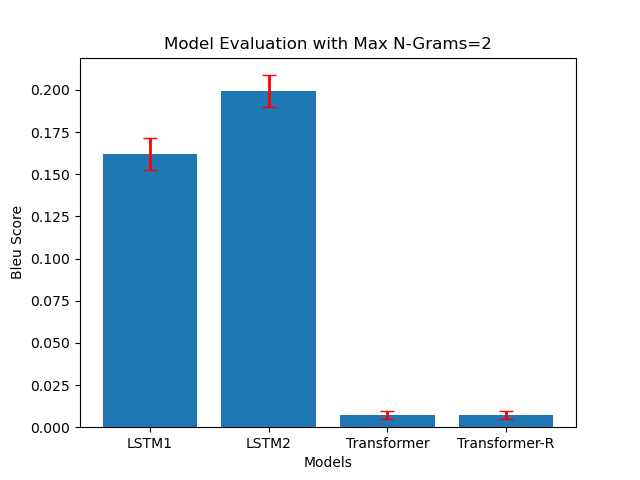 Model Evaluation with Max N-Grams=2
0.200
0.175
0.150
0.125
0.100
0.075
0.050
0.025
0.000
Bleu Score
LSTM1 LSTM2 Transformer Transformer-R
Models